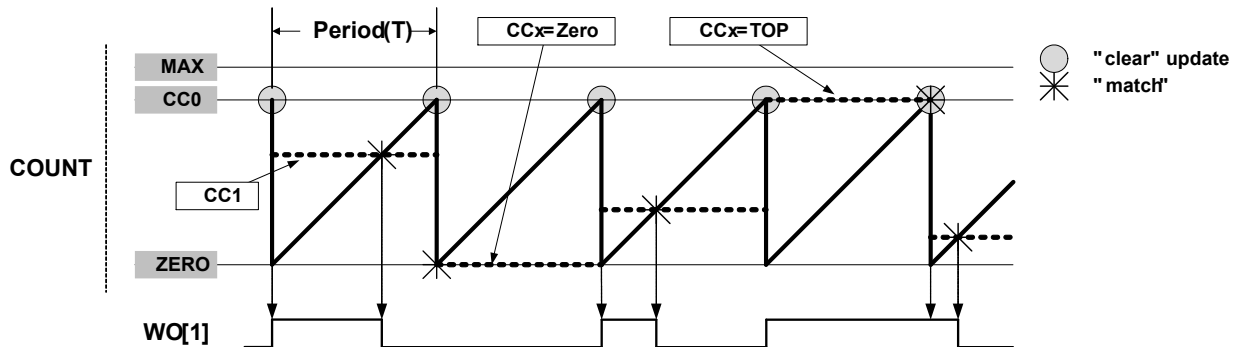 Period(T)
CCx=Zero
CCx=TOP
"clear" update
"match"
MAX
CC0
COUNT
CC1
ZERO
WO[1]